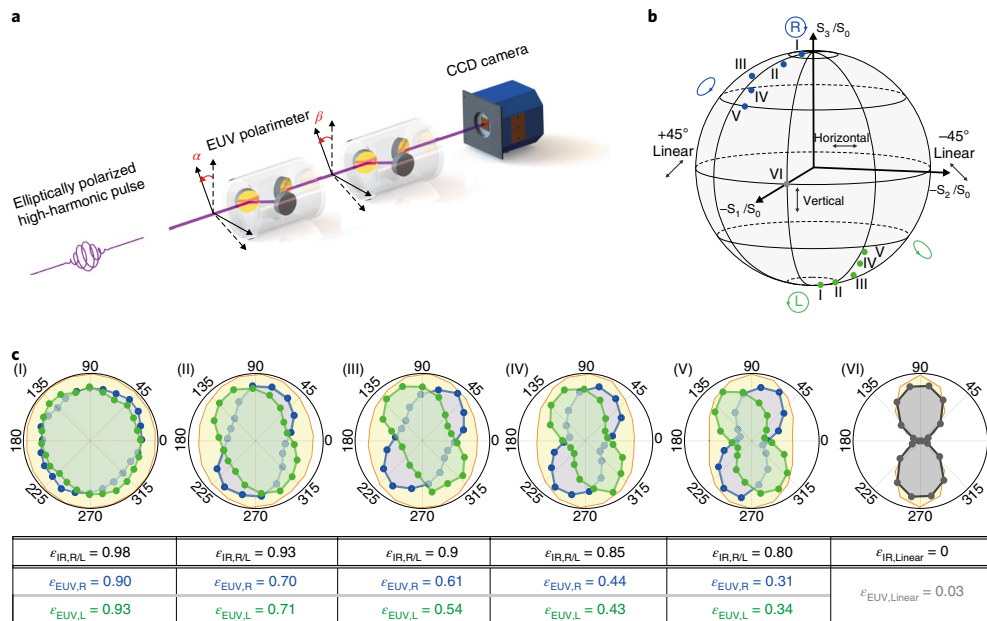 a
Elliptically polarized
high-harmonic pulse
EUV polarimeter
CCD camera
α
β
b
R
S3/S0
I
II
III
IV
V
+45°
Linear
Horizontal
−45°
Linear
VI
−S2/S0
−S1/S0
Vertical
V
IV
III
II
I
L
c
(I)
90
135
45
180
0
225
315
270
(II)
90
135
45
180
0
225
315
270
(III)
90
135
45
180
0
225
315
270
(IV)
90
135
45
180
0
225
315
270
(V)
90
135
45
180
0
225
315
270
(VI)
90
135
45
180
0
225
315
270
εIR,R/L = 0.98 εIR,R/L = 0.93 εIR,R/L = 0.9 εIR,R/L = 0.85 εIR,R/L = 0.80 εIR,Linear = 0
εEUV,R = 0.90 εEUV,R = 0.70 εEUV,R = 0.61 εEUV,R = 0.44 εEUV,R = 0.31
εEUV,Linear = 0.03
εEUV,L = 0.93 εEUV,L = 0.71 εEUV,L = 0.54 εEUV,L = 0.43 εEUV,L = 0.34